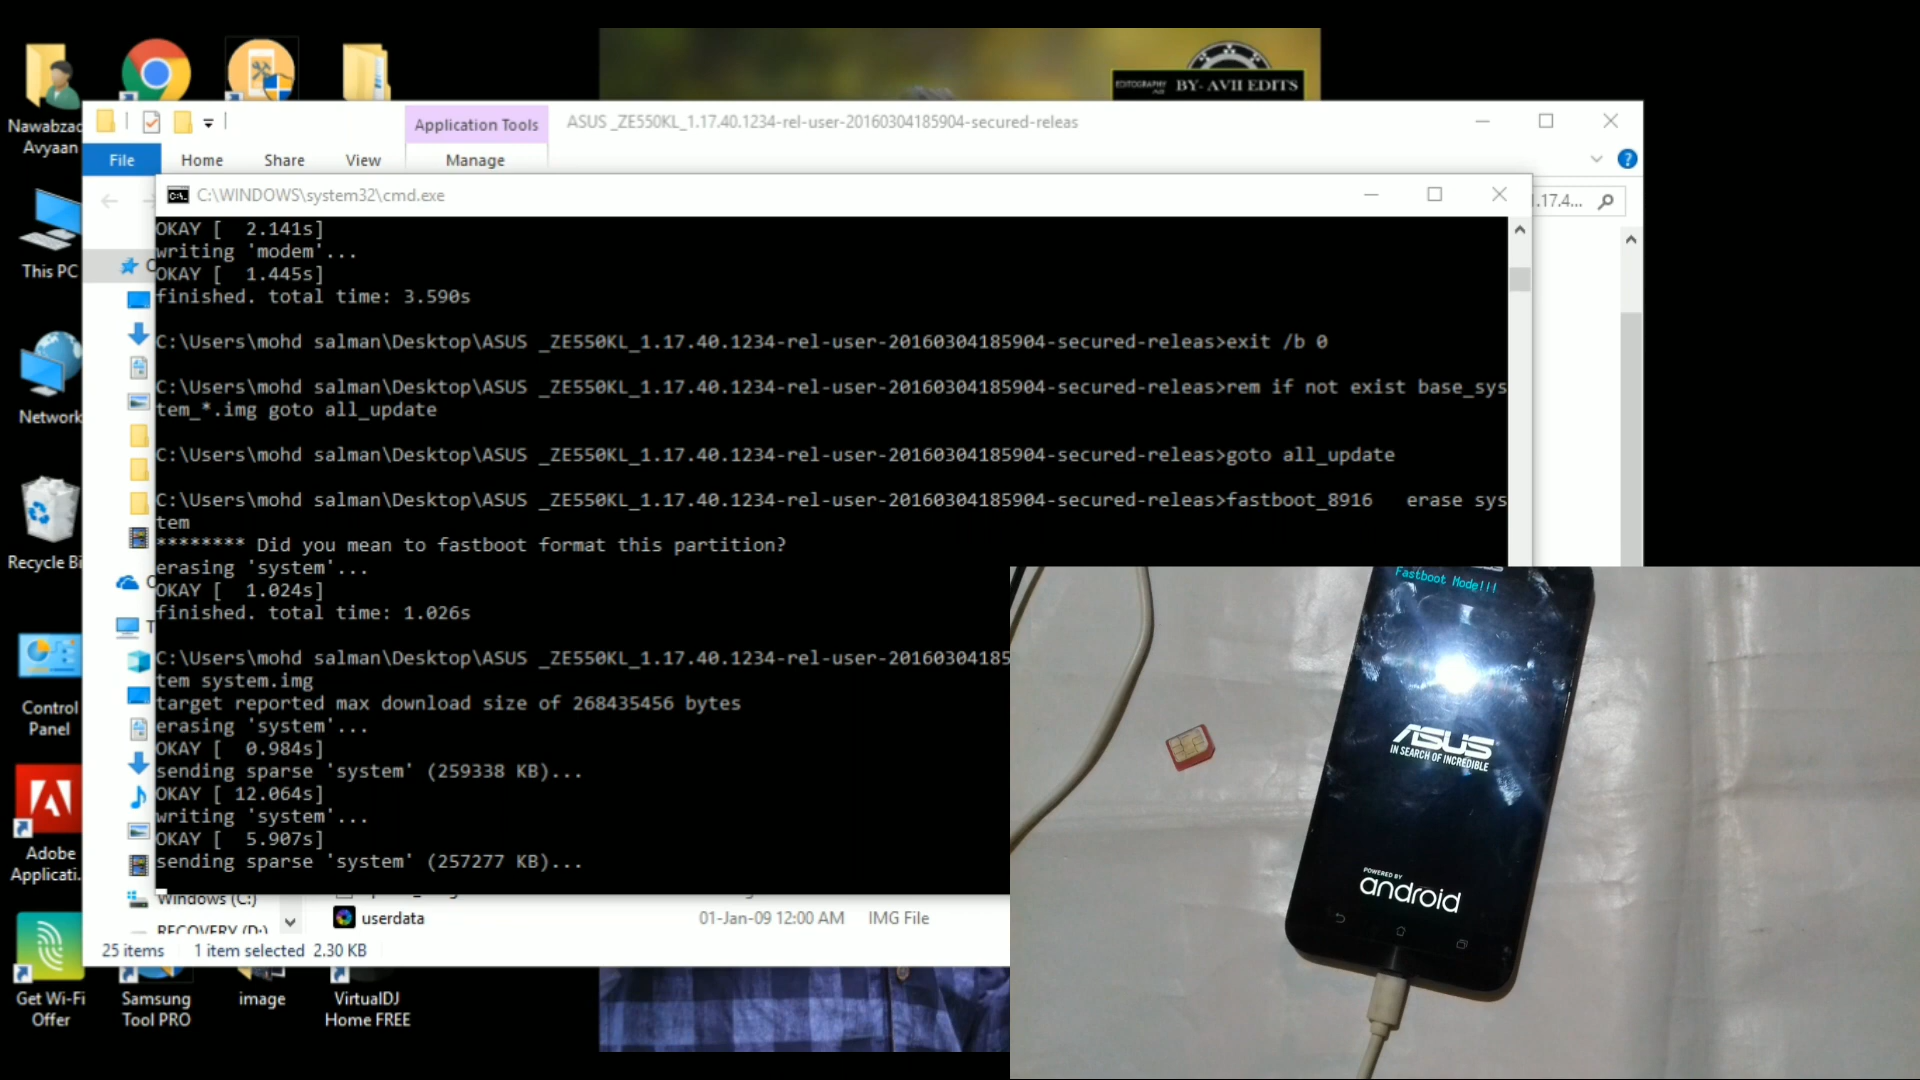 EDITOGRAPHY BY- AVII EDITS
Nawabzad
Avyaan
Application Tools
ASUS _ZE550KL_1.17.40.1234-rel-user-20160304185904-secured-releas
File
Home
Share
View
Manage
C:\WINDOWS\system32\cmd.exe
.17.4...
This PC
Network
Recycle Bi
Control
Panel
Adobe
Applicati...
OKAY [  2.141s]
writing 'modem'...
OKAY [  1.445s]
finished. total time: 3.590s
C:\Users\mohd salman\Desktop\ASUS _ZE550KL_1.17.40.1234-rel-user-20160304185904-secured-releas>exit /b 0
C:\Users\mohd salman\Desktop\ASUS _ZE550KL_1.17.40.1234-rel-user-20160304185904-secured-releas>rem if not exist base_sys
tem_*.img goto all_update
C:\Users\mohd salman\Desktop\ASUS _ZE550KL_1.17.40.1234-rel-user-20160304185904-secured-releas>goto all_update
C:\Users\mohd salman\Desktop\ASUS _ZE550KL_1.17.40.1234-rel-user-20160304185904-secured-releas>fastboot_8916   erase sys
tem
******** Did you mean to fastboot format this partition?
erasing 'system'...
OKAY [  1.024s]
finished. total time: 1.026s
C:\Users\mohd salman\Desktop\ASUS _ZE550KL_1.17.40.1234-rel-user-20160304185
tem system.img
target reported max download size of 268435456 bytes
erasing 'system'...
OKAY [  0.984s]
sending sparse 'system' (259338 KB)...
OKAY [ 12.064s]
writing 'system'...
OKAY [  5.907s]
sending sparse 'system' (257277 KB)...
Windows (C:)
RECOVERY (D:)
userdata
01-Jan-09 12:00 AM
IMG File
25 items
1 item selected  2.30 KB
Get Wi-Fi
Offer
Samsung
Tool PRO
image
VirtualDJ
Home FREE
Fastboot Mode!!!
ASUS
IN SEARCH OF INCREDIBLE
POWERED BY
android